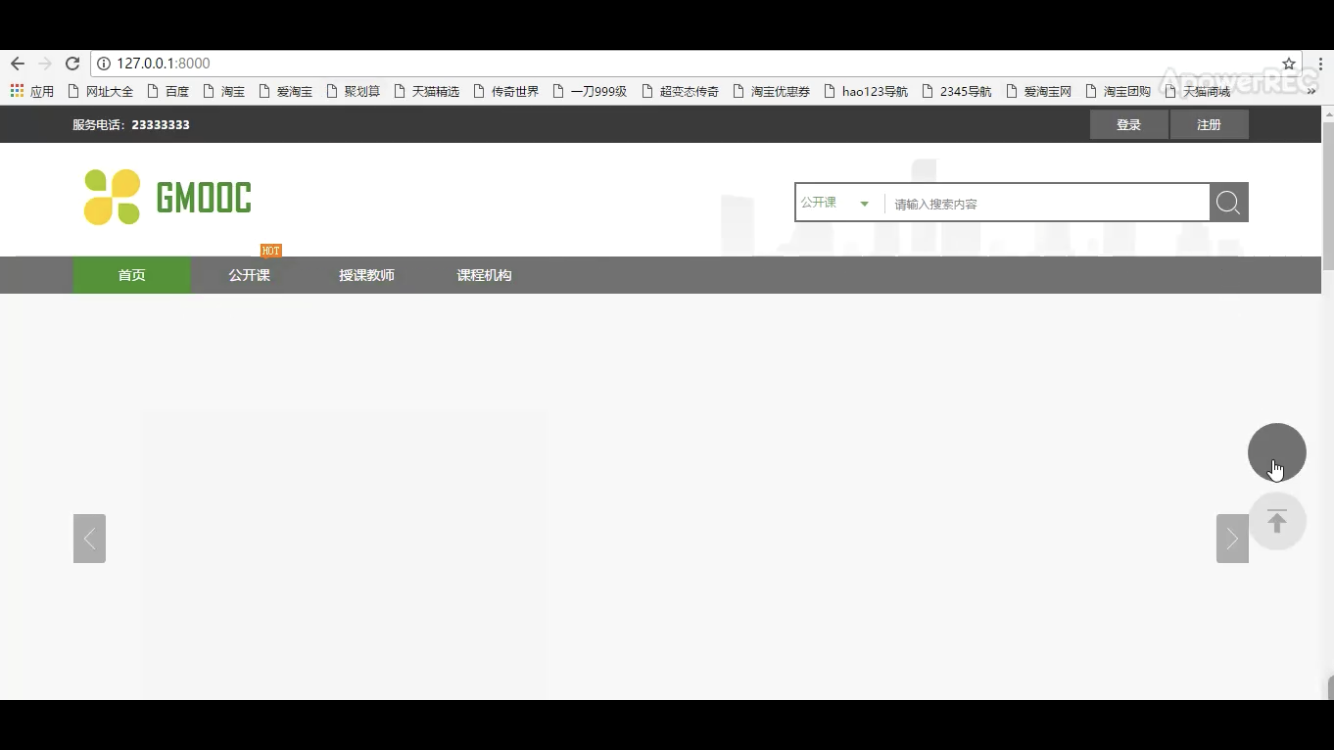 127.0.0.1:8000
ApowerREC
应用 网址大全 百度 淘宝 爱淘宝 聚划算 天猫精选 传奇世界 一刀999级 超变态传奇 淘宝优惠券 hao123导航 2345导航 爱淘宝网 淘宝团购 天猫商城 »
服务电话：23333333 登录 注册
GMOOC
公开课 请输入搜索内容
HOT
首页 公开课 授课教师 课程机构